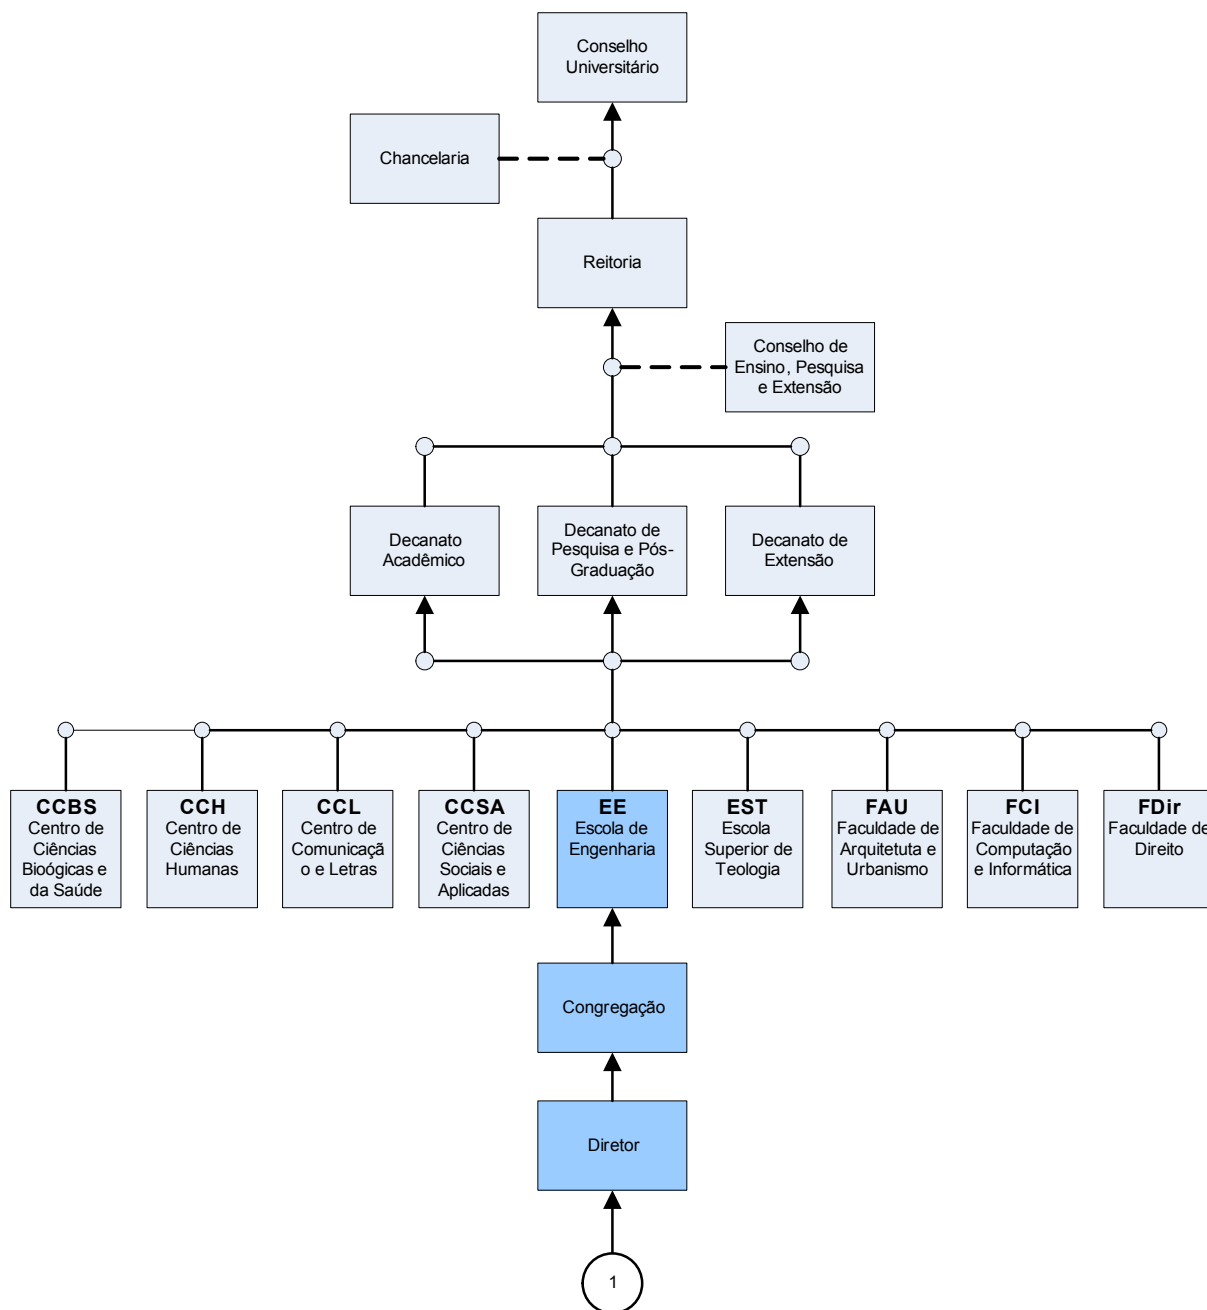 Conselho
Universitário
Chancelaria
Reitoria
Conselho de
Ensino, Pesquisa
e Extensão
Decanato
Acadêmico
Decanato de
Pesquisa e Pós-
Graduação
Decanato de
Extensão
CCBS
Centro de
Ciências
Bioógicas e
da Saúde
CCH
Centro de
Ciências
Humanas
CCL
Centro de
Comunicaçã
o e Letras
CCSA
Centro de
Ciências
Sociais e
Aplicadas
EE
Escola de
Engenharia
EST
Escola
Superior de
Teologia
FAU
Faculdade de
Arquitetuta e
Urbanismo
FCI
Faculdade de
Computação
e Informática
FDir
Faculdade de
Direito
Congregação
Diretor
1